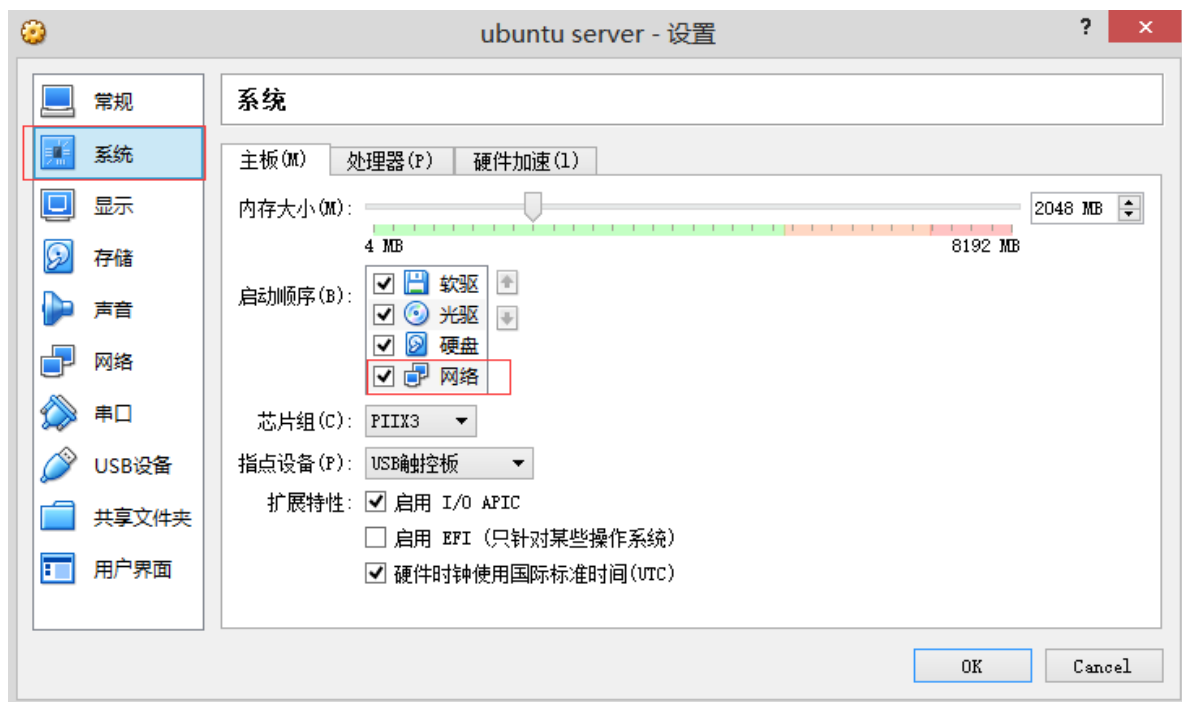 ubuntu server - 设置
?
常规
系统
显示
存储
声音
网络
串口
USB设备
共享文件夹
用户界面
系统
主板(M) 处理器(P) 硬件加速(l)
内存大小(M): 2048 MB
4 MB 8192 MB
启动顺序(B): 软驱
光驱
硬盘
网络
芯片组(C): PIIX3
指点设备(P): USB触控板
扩展特性: 启用 I/O APIC
启用 EFI (只针对某些操作系统)
硬件时钟使用国际标准时间(UTC)
OK Cancel